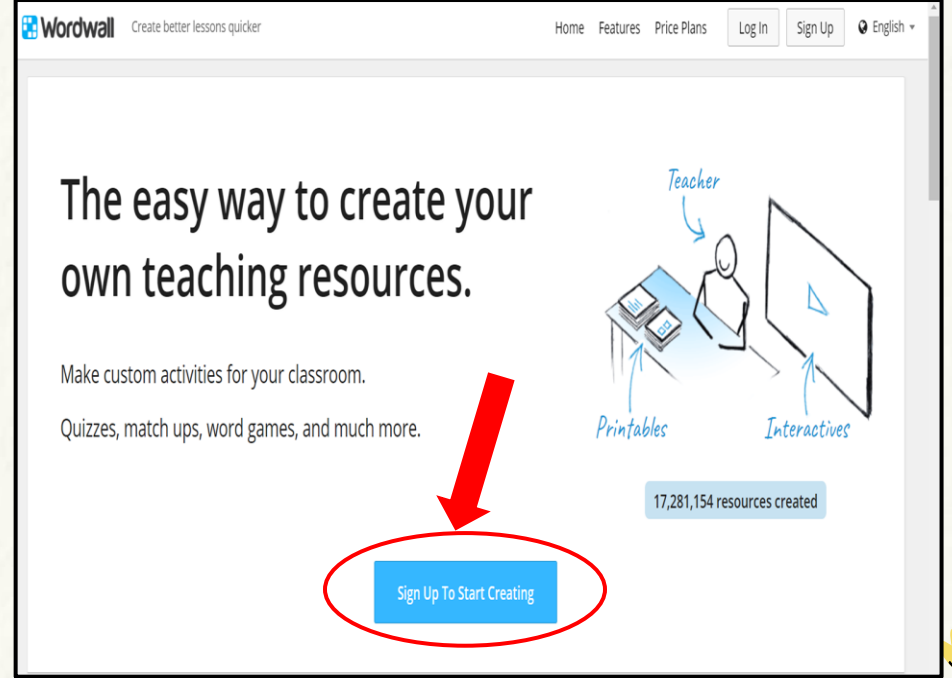 Wordwall Create better lessons quicker Home Features Price Plans Log In Sign Up English
The easy way to create your
own teaching resources.
Make custom activities for your classroom.
Quizzes, match ups, word games, and much more.
Teacher
Printables
Interactives
17,281,154 resources created
Sign Up To Start Creating